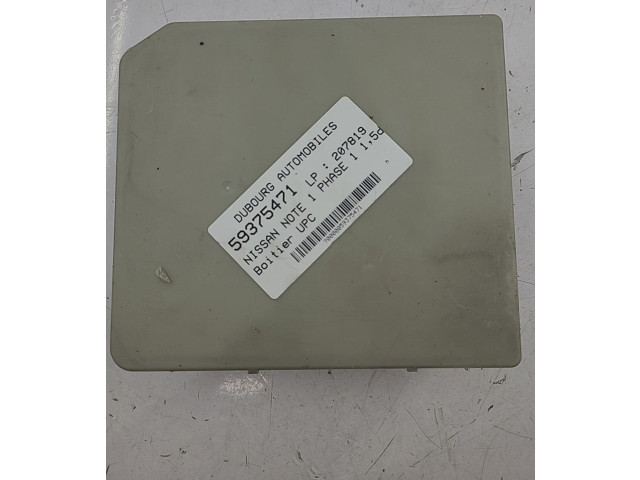 DUBOURG AUTOMOBILES
59375471 LP : 207819
NISSAN NOTE 1 PHASE 1 1,5d
Boitier UPC